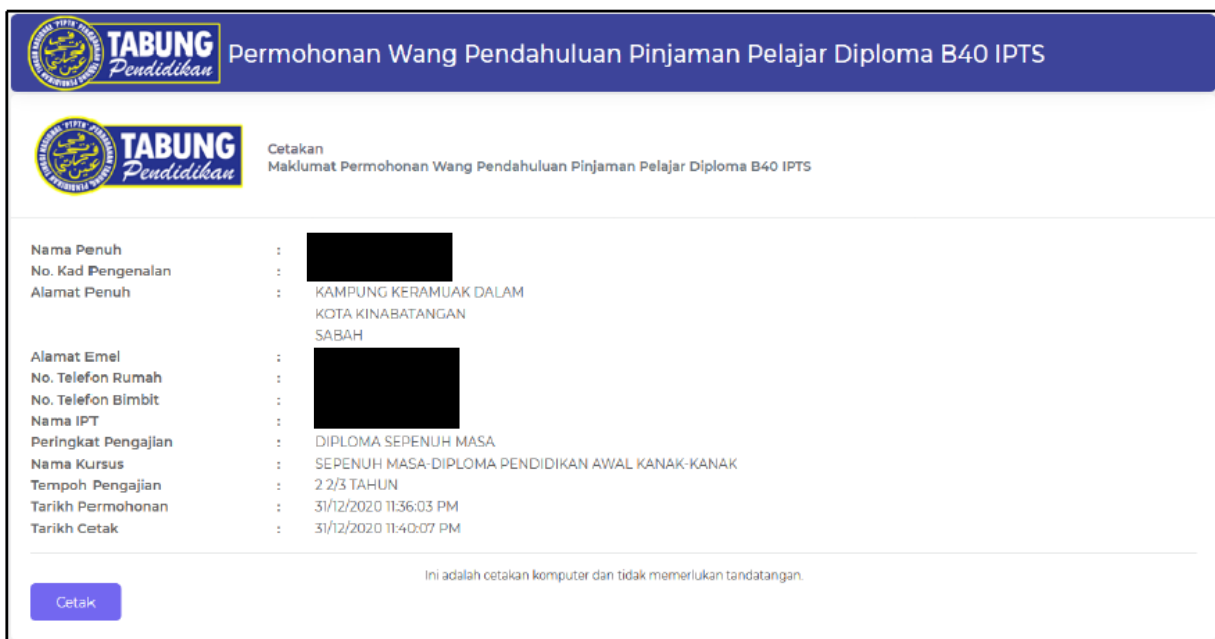 TABUNG
Pendidikan
Permohonan Wang Pendahuluan Pinjaman Pelajar Diploma B40 IPTS
TABUNG
Pendidikan
Cetakan
Maklumat Permohonan Wang Pendahuluan Pinjaman Pelajar Diploma B40 IPTS
Nama Penuh :
No. Kad Pengenalan :
Alamat Penuh : KAMPUNG KERAMUAK DALAM
KOTA KINABATANGAN
SABAH
Alamat Emel :
No. Telefon Rumah :
No. Telefon Bimbit :
Nama IPT :
Peringkat Pengajian : DIPLOMA SEPENUH MASA
Nama Kursus : SEPENUH MASA-DIPLOMA PENDIDIKAN AWAL KANAK-KANAK
Tempoh Pengajian : 2 2/3 TAHUN
Tarikh Permohonan : 31/12/2020 11:36:03 PM
Tarikh Cetak : 31/12/2020 11:40:07 PM
Ini adalah cetakan komputer dan tidak memerlukan tandatangan.
Cetak